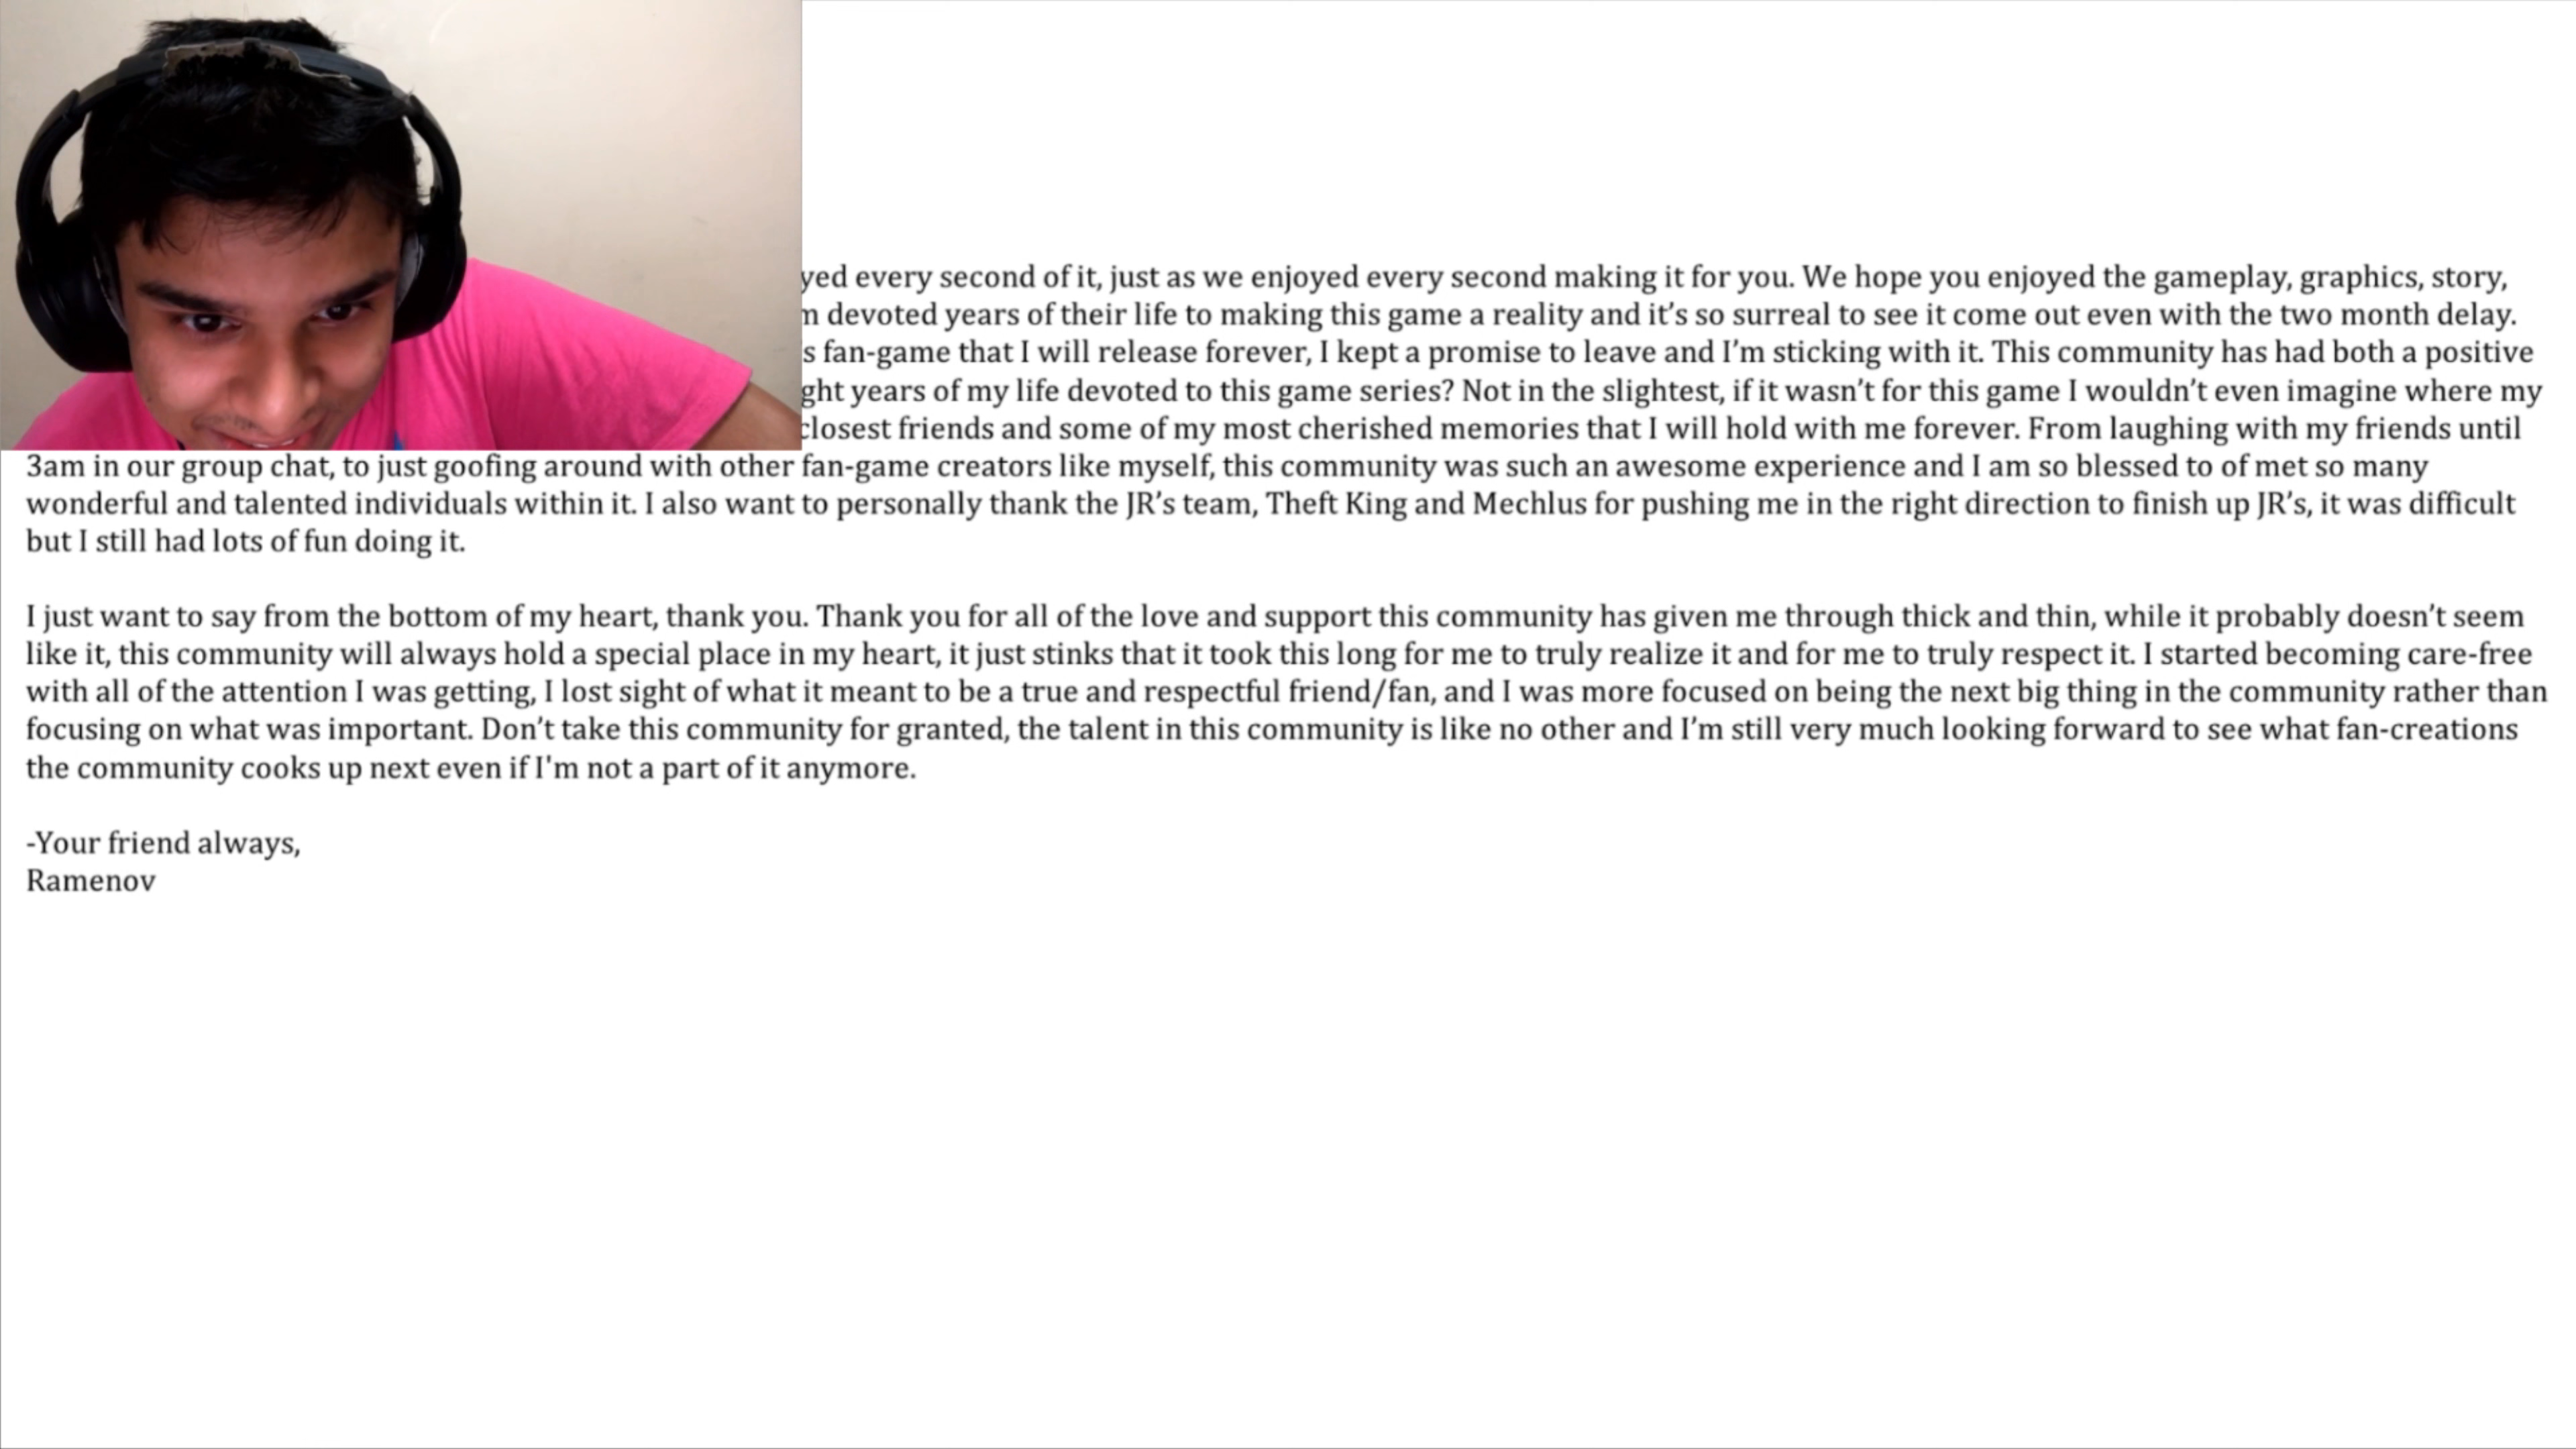 every second of it, just as we enjoyed every second making it for you. We hope you enjoyed the gameplay, graphics, story,
devoted years of their life to making this game a reality and it’s so surreal to see it come out even with the two month delay.
fan-game that I will release forever, I kept a promise to leave and I’m sticking with it. This community has had both a positive
years of my life devoted to this game series? Not in the slightest, if it wasn’t for this game I wouldn’t even imagine where my
closest friends and some of my most cherished memories that I will hold with me forever. From laughing with my friends until
3am in our group chat, to just goofing around with other fan-game creators like myself, this community was such an awesome experience and I am so blessed to of met so many
wonderful and talented individuals within it. I also want to personally thank the JR’s team, Theft King and Mechlus for pushing me in the right direction to finish up JR’s, it was difficult
but I still had lots of fun doing it.
I just want to say from the bottom of my heart, thank you. Thank you for all of the love and support this community has given me through thick and thin, while it probably doesn’t seem
like it, this community will always hold a special place in my heart, it just stinks that it took this long for me to truly realize it and for me to truly respect it. I started becoming care-free
with all of the attention I was getting, I lost sight of what it meant to be a true and respectful friend/fan, and I was more focused on being the next big thing in the community rather than
focusing on what was important. Don’t take this community for granted, the talent in this community is like no other and I’m still very much looking forward to see what fan-creations
the community cooks up next even if I'm not a part of it anymore.
-Your friend always,
Ramenov